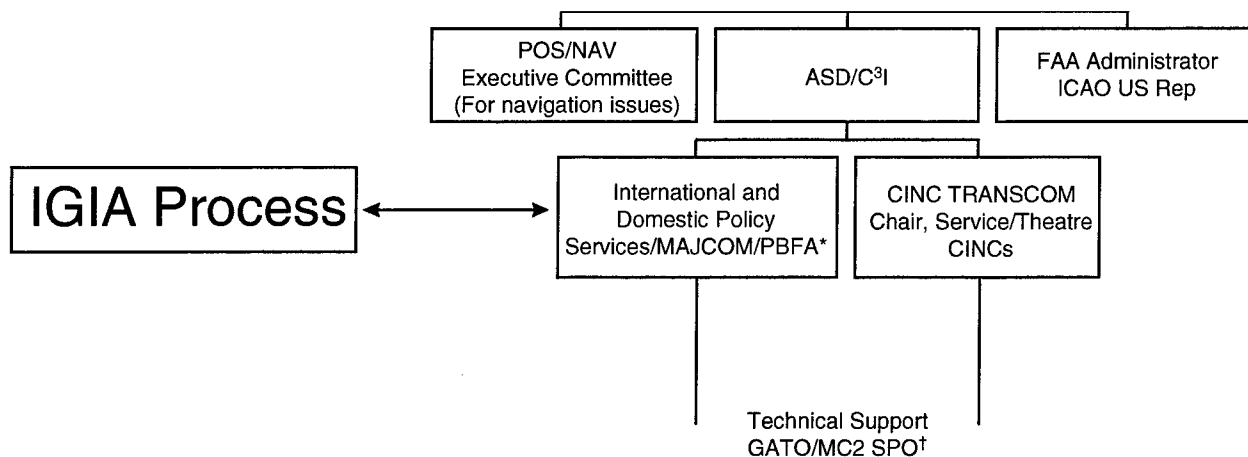 POS/NAV
Executive Committee
(For navigation issues)
ASD/C³I
FAA Administrator
ICAO US Rep
IGIA Process
International and
Domestic Policy
Services/MAJCOM/PBFA*
CINC TRANSCOM
Chair, Service/Theatre
CINCs
Technical Support
GATO/MC2 SPO†